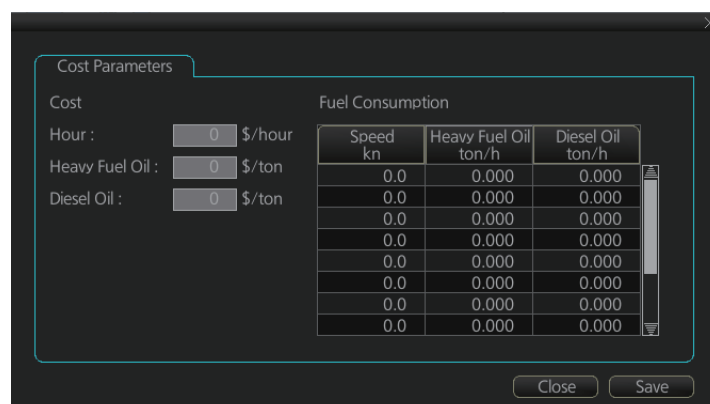 Cost Parameters
Cost
Fuel Consumption
Hour : 0 $/hour
Heavy Fuel Oil : 0 $/ton
Diesel Oil : 0 $/ton
Speed kn Heavy Fuel Oil ton/h Diesel Oil ton/h
0.0 0.000 0.000
0.0 0.000 0.000
0.0 0.000 0.000
0.0 0.000 0.000
0.0 0.000 0.000
0.0 0.000 0.000
0.0 0.000 0.000
0.0 0.000 0.000
Close Save